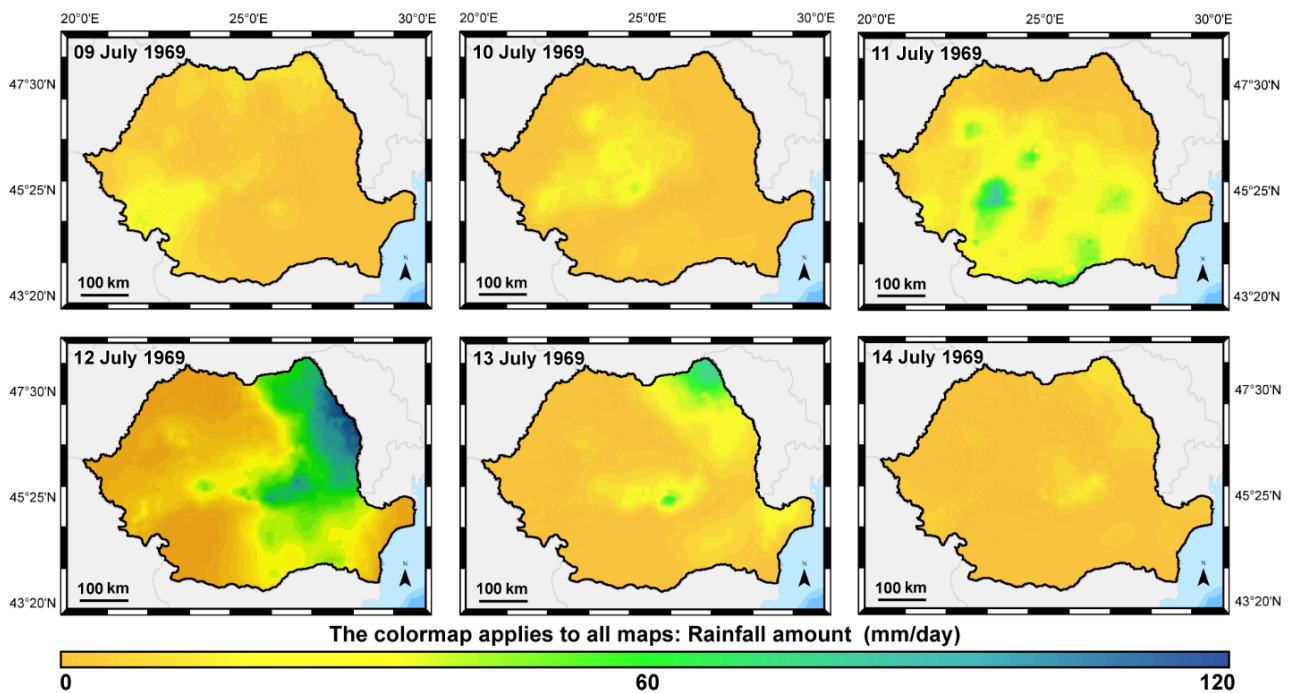 20°0'E 25°0'E 30°0'E 20°0'E 25°0'E 30°0'E 20°0'E 25°0'E 30°0'E
09 July 1969 10 July 1969 11 July 1969
47°30'N 47°30'N
45°25'N 45°25'N
N N N
100 km 100 km 100 km
43°20'N 43°20'N
12 July 1969 13 July 1969 14 July 1969
47°30'N 47°30'N
45°25'N 45°25'N
N N N
100 km 100 km 100 km
43°20'N 43°20'N
The colormap applies to all maps: Rainfall amount (mm/day)
0 60 120